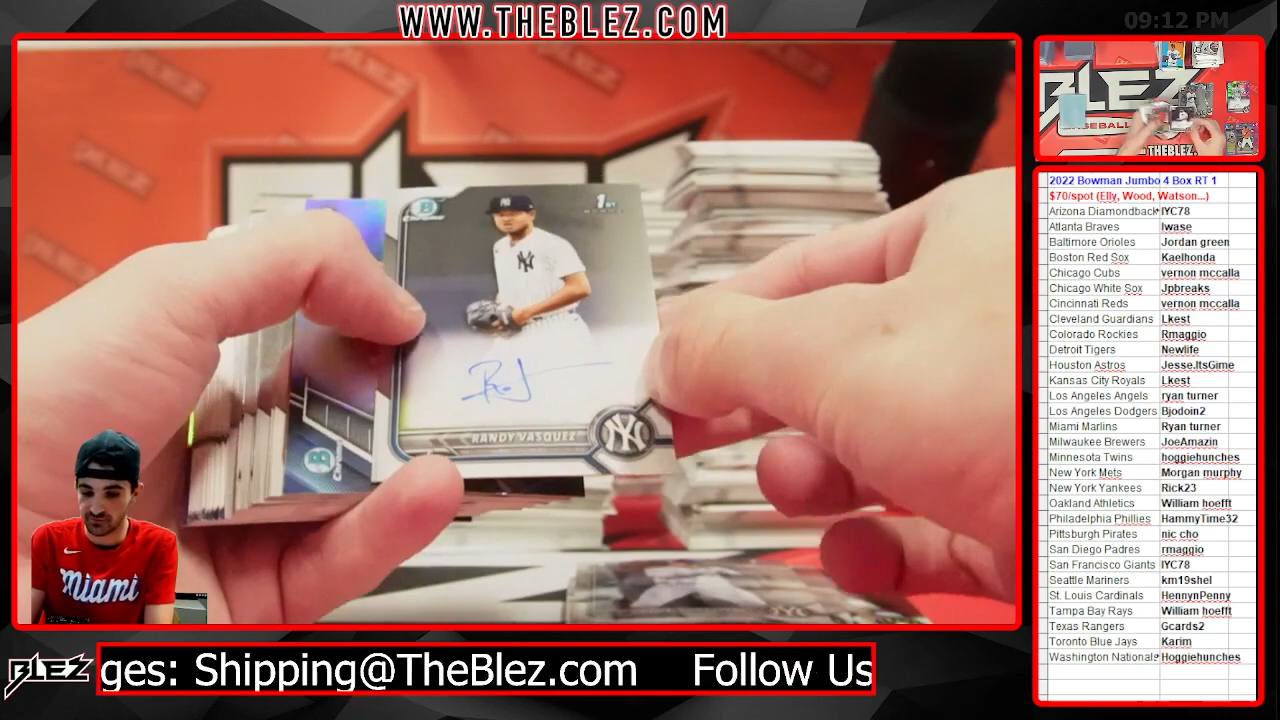 WWW.THEBLEZ.COM
09:12 PM
1ST
RANDY VASQUEZ
NY
Miami
BLEZ
BASEBALL
THEBLEZ
2022 Bowman Jumbo 4 Box RT 1
$70/spot (Elly, Wood, Watson...)
Arizona Diamondback IYC78
Atlanta Braves Iwase
Baltimore Orioles Jordan green
Boston Red Sox Kaelhonda
Chicago Cubs vernon mccalla
Chicago White Sox Jpbreaks
Cincinnati Reds vernon mccalla
Cleveland Guardians Lkest
Colorado Rockies Rmaggio
Detroit Tigers Newlife
Houston Astros JesseItsGime
Kansas City Royals Lkest
Los Angeles Angels ryan turner
Los Angeles Dodgers Bjodoin2
Miami Marlins Ryan turner
Milwaukee Brewers JoeAmazin
Minnesota Twins hoggiehunches
New York Mets Morgan murphy
New York Yankees Rick23
Oakland Athletics William hoefft
Philadelphia Phillies HammyTime32
Pittsburgh Pirates nic cho
San Diego Padres rmaggio
San Francisco Giants IYC78
Seattle Mariners km19shel
St. Louis Cardinals HennynPenny
Tampa Bay Rays William hoefft
Texas Rangers Gcards2
Toronto Blue Jays Karim
Washington Nationals Hoggiehunches
BLEZ
ges: Shipping@TheBlez.com Follow Us